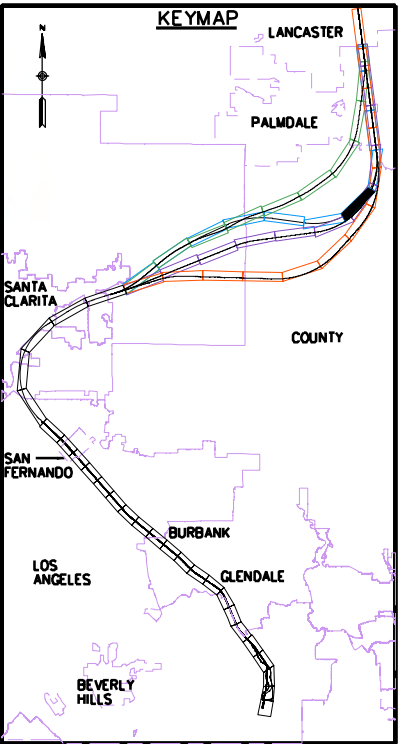 KEYMAP
N
LANCASTER
PALMDALE
SANTA
CLARITA
COUNTY
SAN
FERNANDO
BURBANK
LOS
ANGELES
GLENDALE
BEVERLY
HILLS